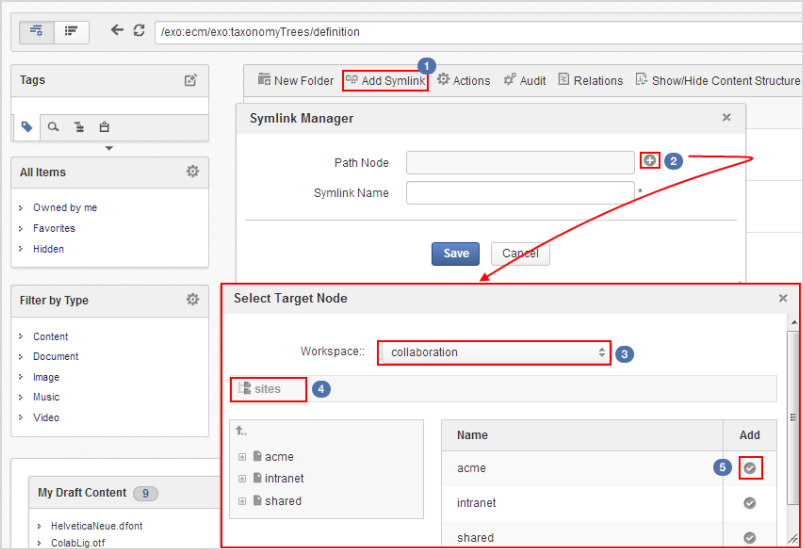 /exo:ecm/exo:taxonomyTrees/definition
Tags
1
New Folder Add Symlink Actions Audit Relations Show/Hide Content Structure
Symlink Manager
Path Node
2
Symlink Name *
Save Cancel
All Items
Owned by me
Favorites
Hidden
Filter by Type
Content
Document
Image
Music
Video
My Draft Content 9
HelveticaNeue.dfont
ColabLig.otf
Select Target Node
Workspace:: collaboration 3
sites 4
acme
intranet
shared
Name Add
acme 5
intranet
shared